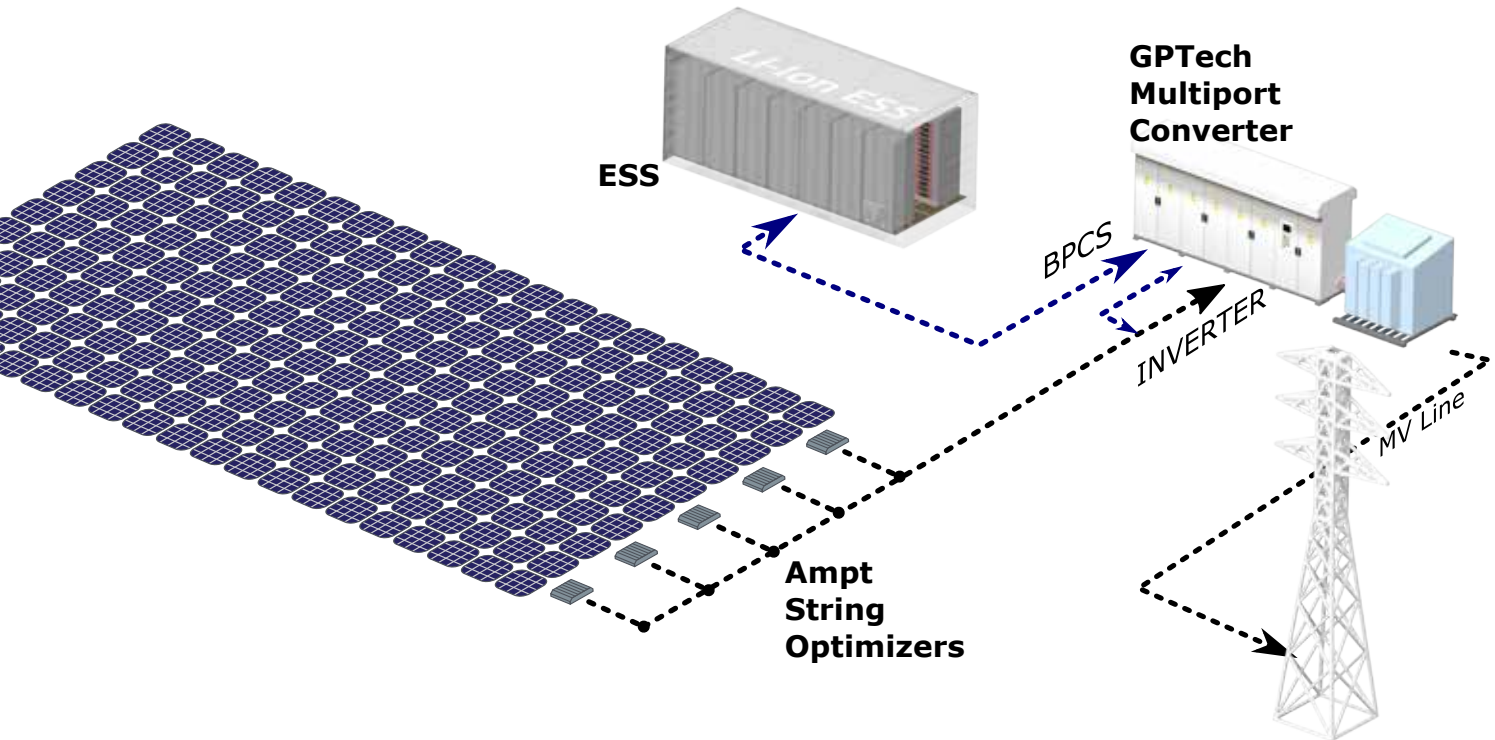 Li-Ion ESS
GPTech
Multiport
Converter
ESS
BPCS
INVERTER
MV Line
Ampt
String
Optimizers